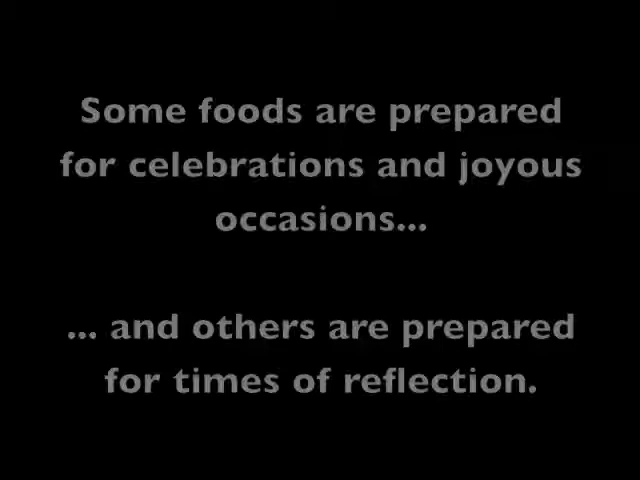 Some foods are prepared
for celebrations and joyous
occasions...
... and others are prepared
for times of reflection.